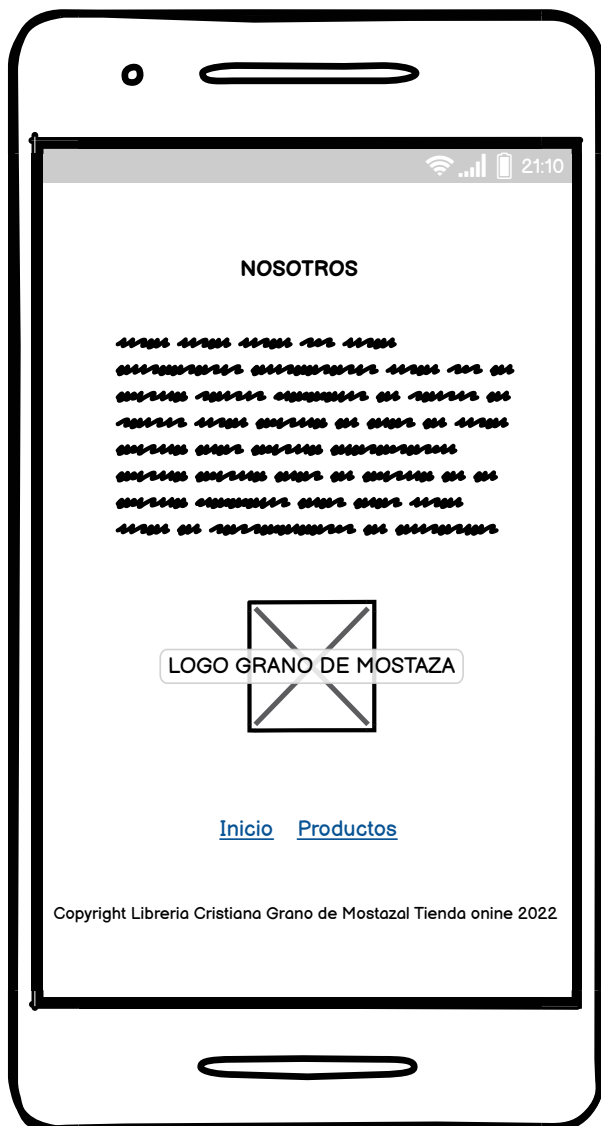 21:10
NOSOTROS
LOGO GRANO DE MOSTAZA
Inicio Productos
Copyright Libreria Cristiana Grano de Mostazal Tienda onine 2022